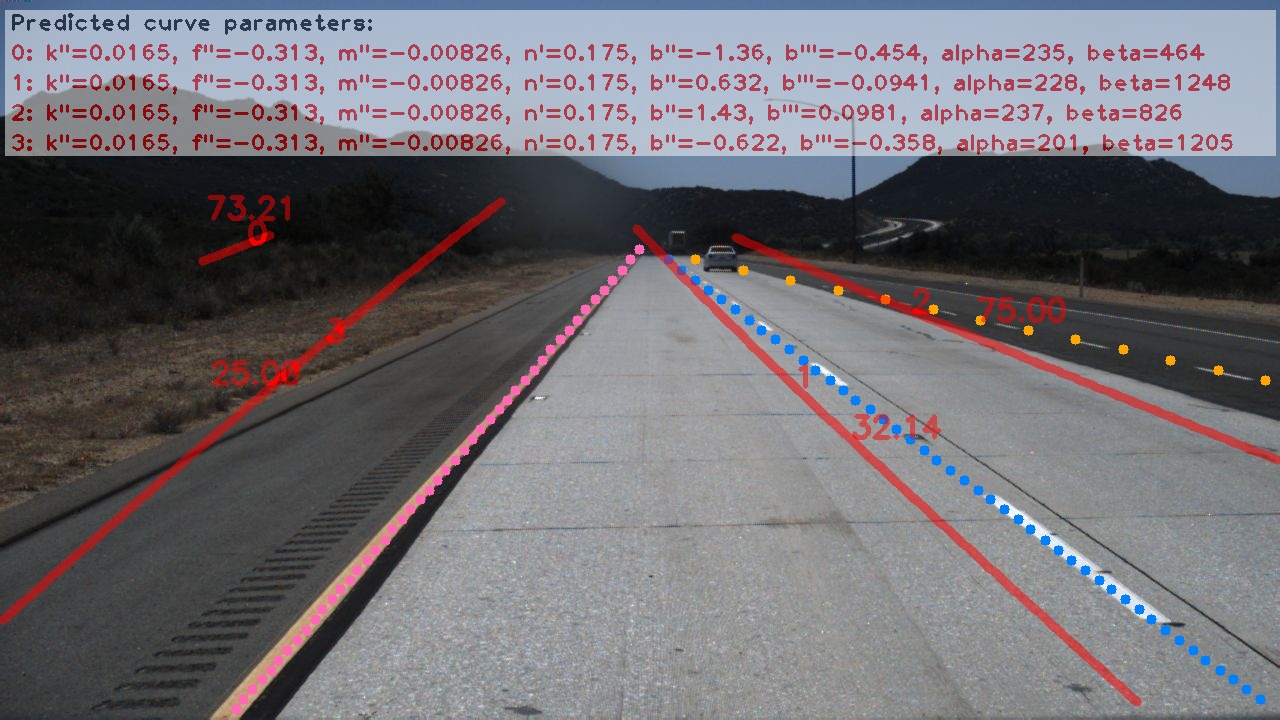 Predicted curve parameters:
0: k''=0.0165, f''=-0.313, m''=-0.00826, n'=0.175, b''=-1.36, b'''=-0.454, alpha=235, beta=464
1: k''=0.0165, f''=-0.313, m''=-0.00826, n'=0.175, b''=0.632, b'''=-0.0941, alpha=228, beta=1248
2: k''=0.0165, f''=-0.313, m''=-0.00826, n'=0.175, b''=1.43, b'''=0.0981, alpha=237, beta=826
3: k''=0.0165, f''=-0.313, m''=-0.00826, n'=0.175, b''=-0.622, b'''=-0.358, alpha=201, beta=1205
73.21
0
2 75.00
3
25.00
1
32.14